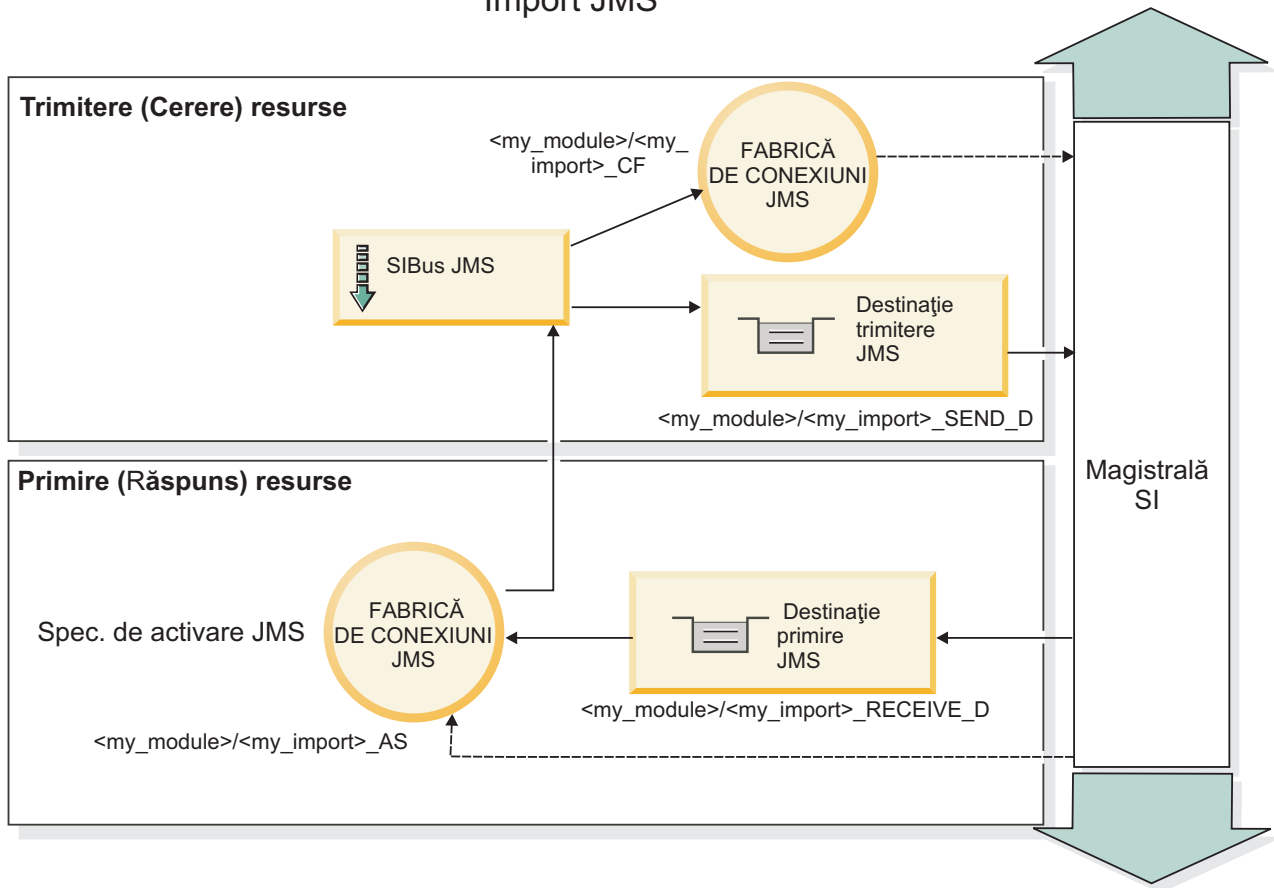 Import JMS
Trimitere (Cerere) resurse
<my_module>/<my_
import>_CF
FABRICĂ
DE CONEXIUNI
JMS
SIBus JMS
Destinaţie
trimitere
JMS
<my_module>/<my_import>_SEND_D
Magistrală
SI
Primire (Răspuns) resurse
Spec. de activare JMS
FABRICĂ
DE CONEXIUNI
JMS
Destinaţie
primire
JMS
<my_module>/<my_import>_RECEIVE_D
<my_module>/<my_import>_AS